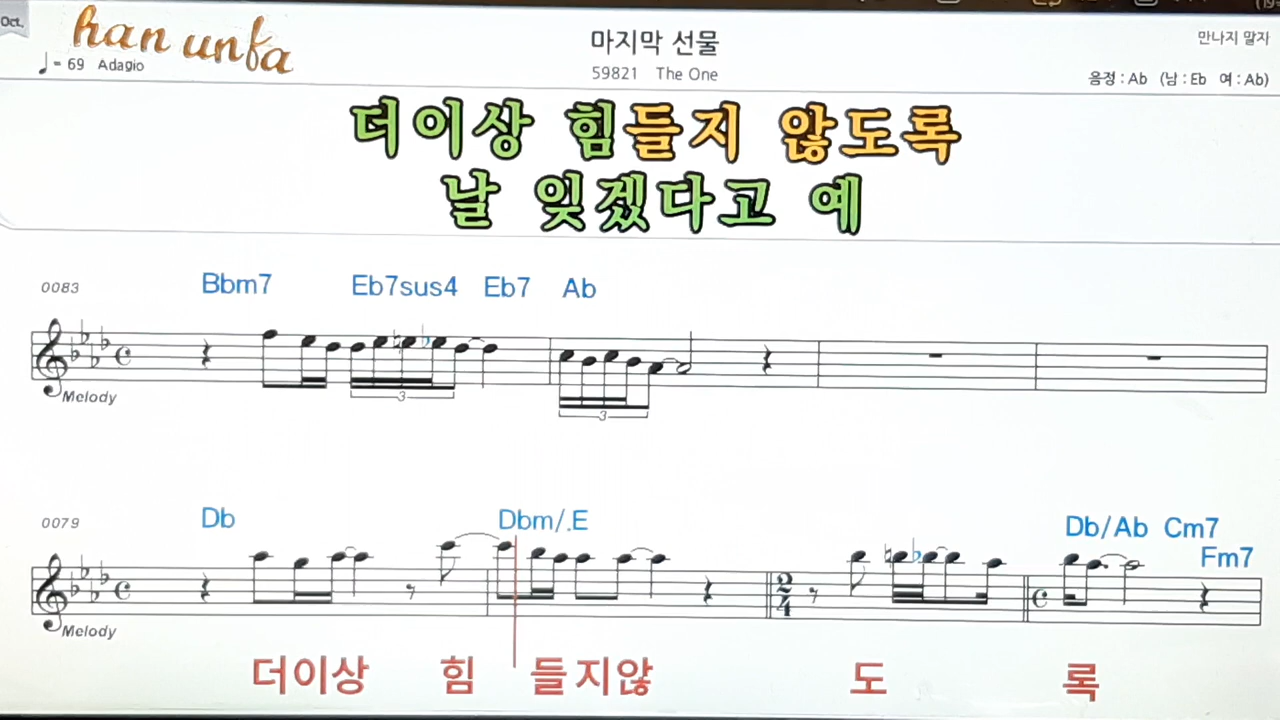 Oct.
han unfa
♩= 69 Adagio
마지막 선물
59821 The One
만나지 말자
음정 : Ab (남 : Eb 여 : Ab)
더이상 힘들지 않도록
날 잊겠다고 예
0083
Bbm7 Eb7sus4 Eb7 Ab
Melody
3 3
0079
Db Dbm/.E Db/Ab Cm7
Fm7
2
4
Melody
더이상 힘 들지않 도 록